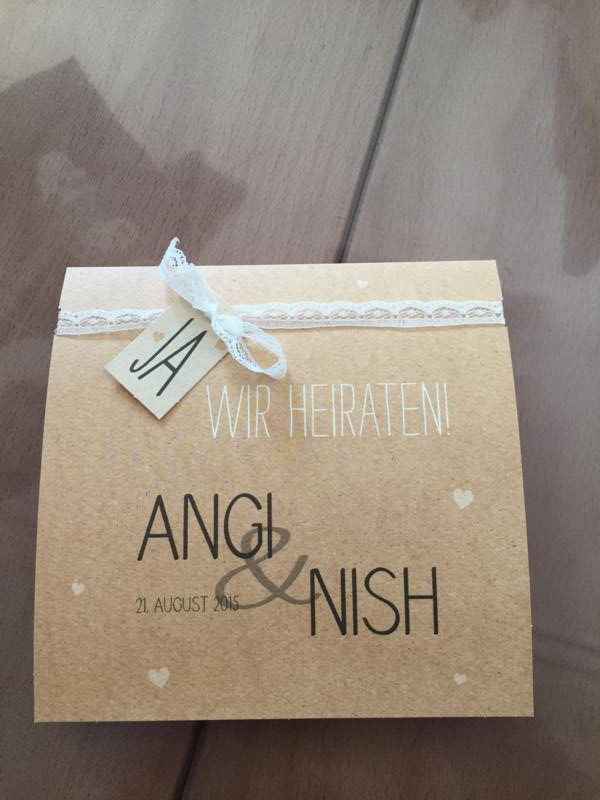 JA
WIR HEIRATEN!
ANGI
&
NISH
21. AUGUST 2015